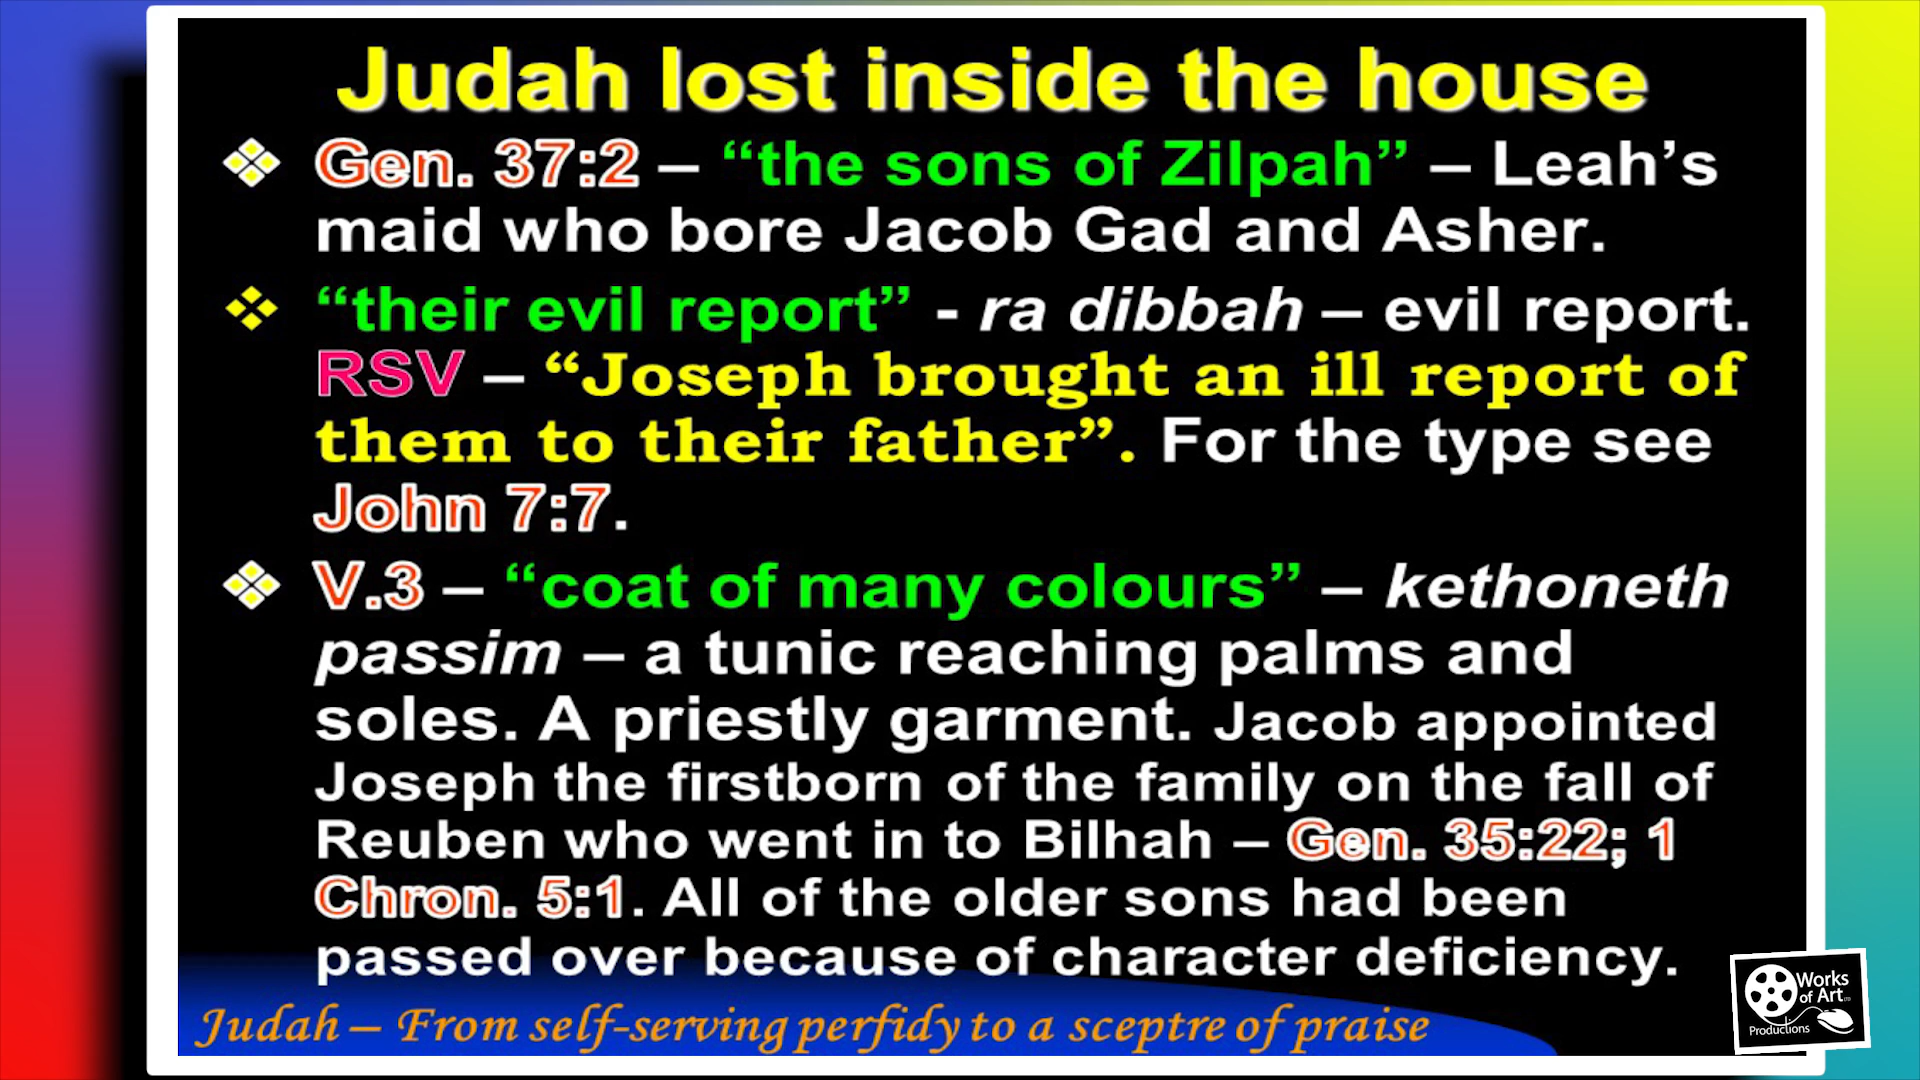 Judah lost inside the house
Gen. 37:2 – “the sons of Zilpah” – Leah’s
maid who bore Jacob Gad and Asher.
“their evil report” - ra dibbah – evil report.
RSV – “Joseph brought an ill report of
them to their father”. For the type see
John 7:7.
V.3 – “coat of many colours” – kethoneth
passim – a tunic reaching palms and
soles. A priestly garment. Jacob appointed
Joseph the firstborn of the family on the fall of
Reuben who went in to Bilhah – Gen. 35:22; 1
Chron. 5:1. All of the older sons had been
passed over because of character deficiency.
Judah – From self-serving perfidy to a sceptre of praise
Works
of Art
Productions